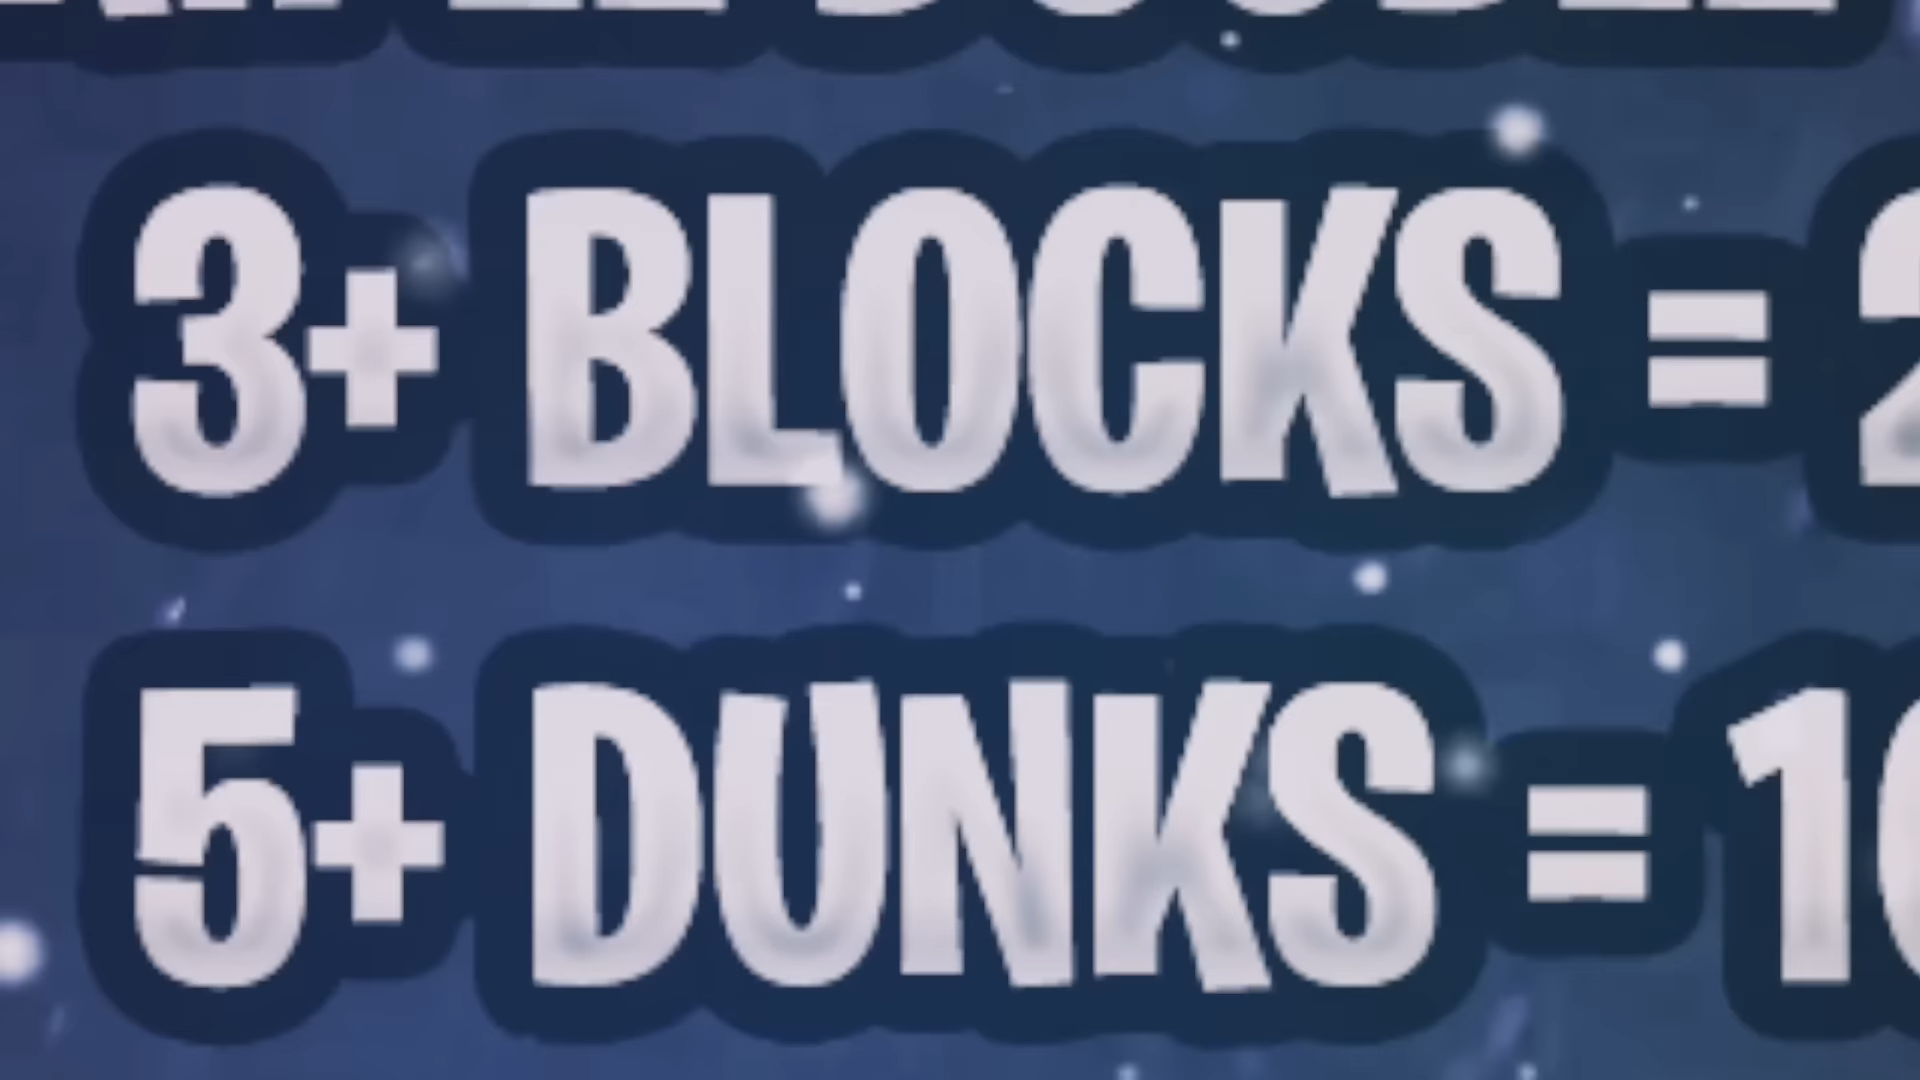 3+ BLOCKS =
5+ DUNKS =